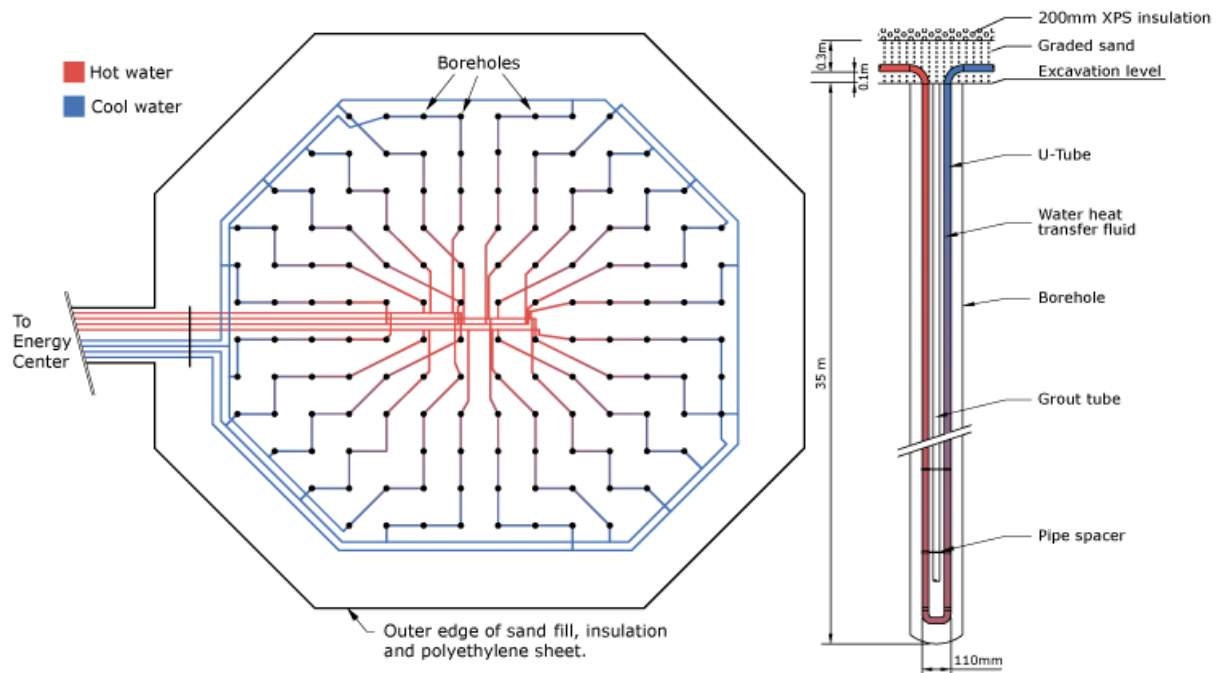 Hot water
Cool water
Boreholes
To
Energy
Center
Outer edge of sand fill, insulation
and polyethylene sheet.
200mm XPS insulation
Graded sand
Excavation level
0.3m
0.1m
U-Tube
Water heat
transfer fluid
Borehole
35 m
Grout tube
Pipe spacer
110mm